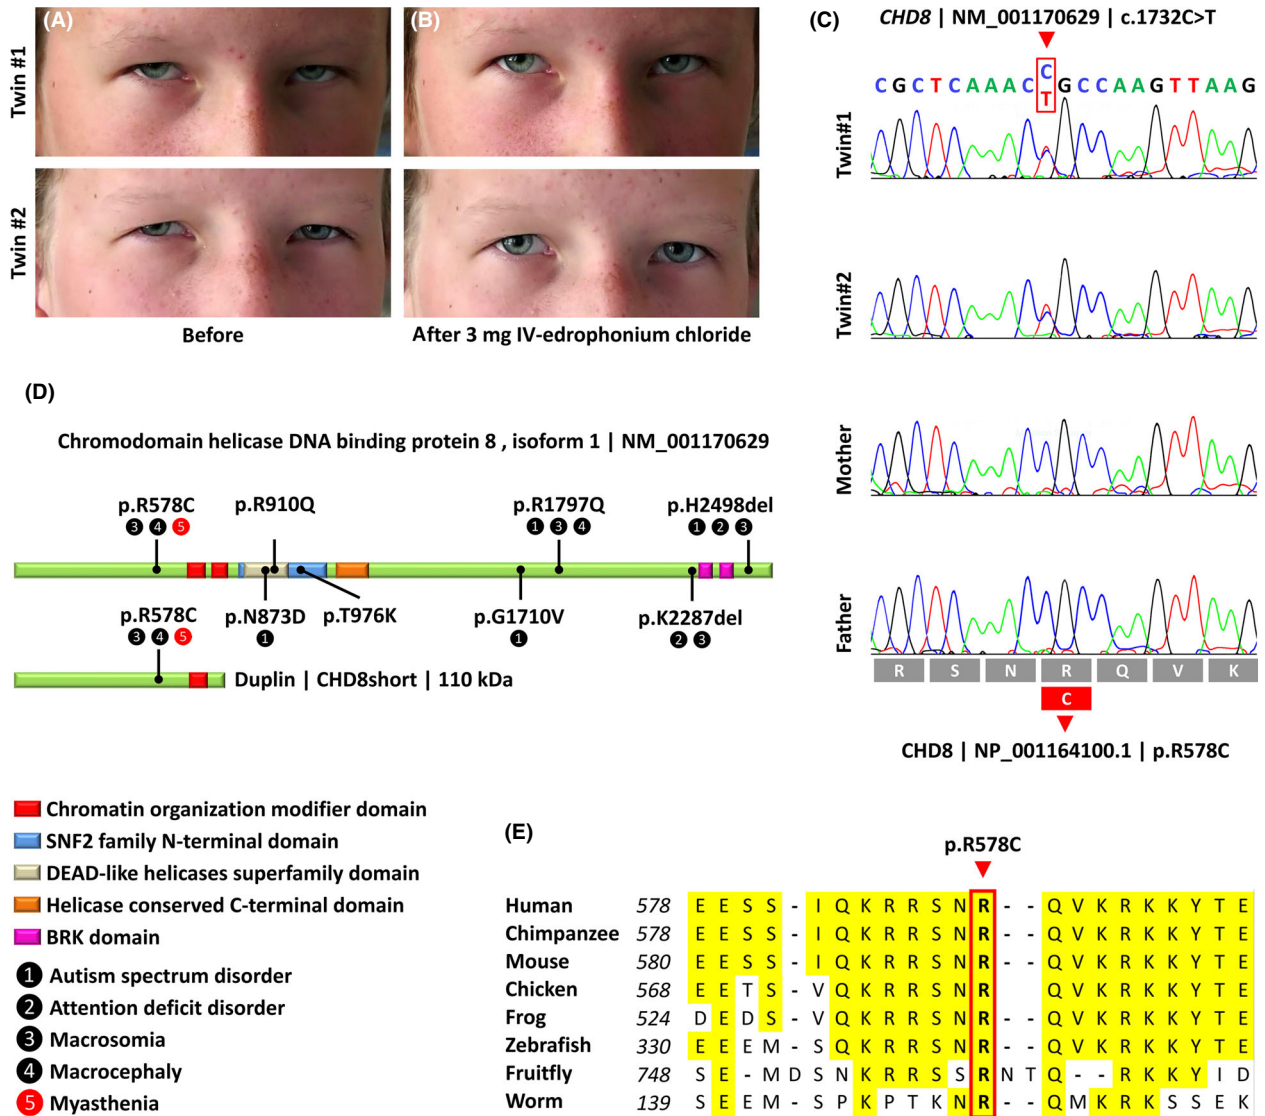 (A)
(B)
Twin #1
Twin #2
Before
After 3 mg IV-edrophonium chloride
(C)
CHD8 | NM_001170629 | c.1732C>T
C G C T C A A A C C G C C A A G T T A A G
T
Twin#1
Twin#2
Mother
Father
R S N R Q V K
C
CHD8 | NP_001164100.1 | p.R578C
(D)
Chromodomain helicase DNA binding protein 8 , isoform 1 | NM_001170629
p.R578C p.R910Q p.R1797Q p.H2498del
3 4 5 1 3 4 1 2 3
p.R578C p.N873D p.T976K p.G1710V p.K2287del
3 4 5 1 1 2 3
Duplin | CHD8short | 110 kDa
Chromatin organization modifier domain
SNF2 family N-terminal domain
DEAD-like helicases superfamily domain
Helicase conserved C-terminal domain
BRK domain
1 Autism spectrum disorder
2 Attention deficit disorder
3 Macrosomia
4 Macrocephaly
5 Myasthenia
(E)
p.R578C
Human 578 E E S S - I Q K R R S N R - - Q V K R K K Y T E
Chimpanzee 578 E E S S - I Q K R R S N R - - Q V K R K K Y T E
Mouse 580 E E S S - I Q K R R S N R - - Q V K R K K Y T E
Chicken 568 E E T S - V Q K R R S N R - - Q V K R K K Y T E
Frog 524 D E D S - V Q K R R S N R - - Q V K R K K Y T E
Zebrafish 330 E E E M - S Q K R R S N R - - Q V K R K K Y T E
Fruitfly 748 S E - M D S N K R R S S R N T Q - - R K K Y I D
Worm 139 S E E M - S P K P T K N R - - Q M K R K S S E K